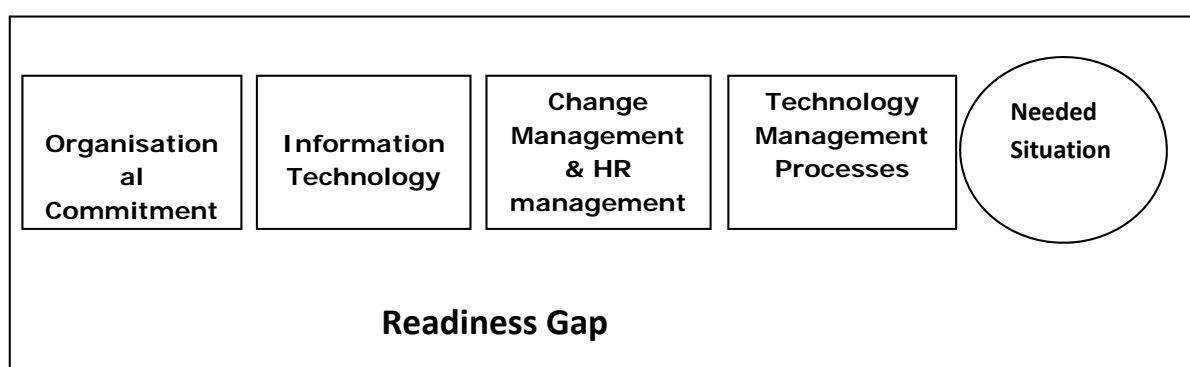 Organisation
al
Commitment
Information
Technology
Change
Management
& HR
management
Technology
Management
Processes
Needed
Situation
Readiness Gap